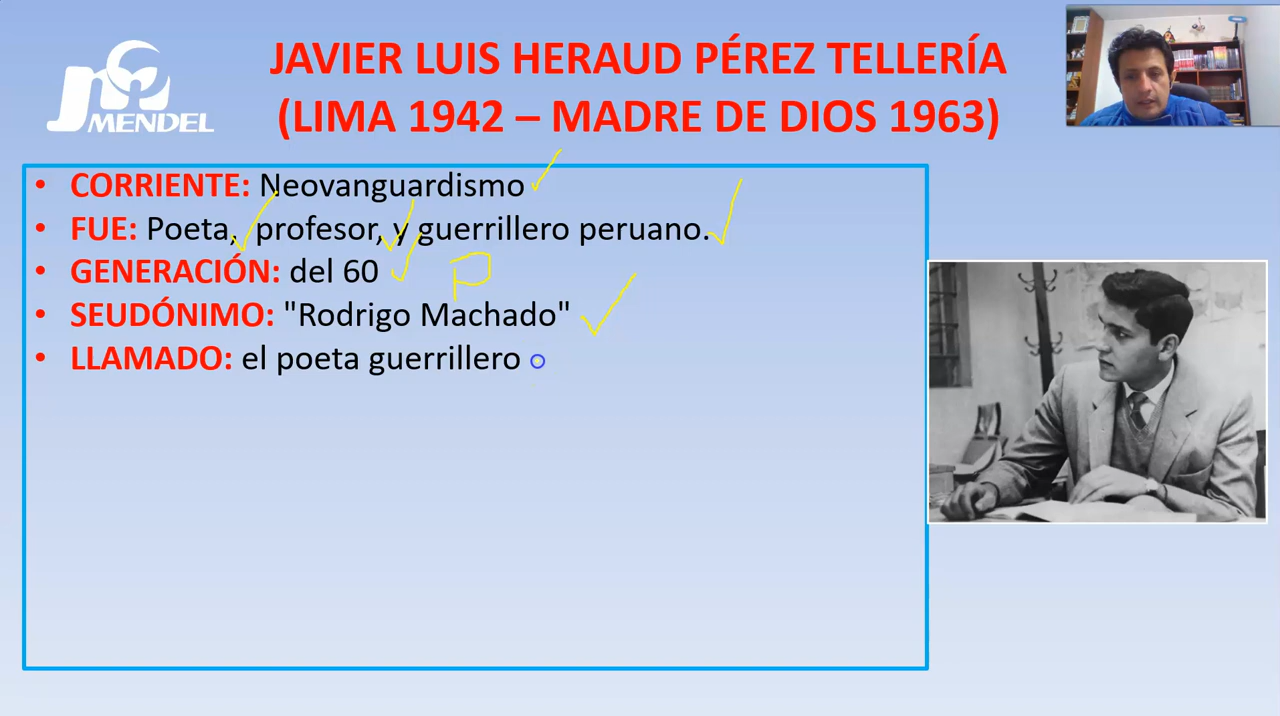 JAVIER LUIS HERAUD PÉREZ TELLERÍA
(LIMA 1942 – MADRE DE DIOS 1963)
MENDEL
• CORRIENTE: Neovanguardismo
• FUE: Poeta, profesor, y guerrillero peruano.
• GENERACIÓN: del 60
P
• SEUDÓNIMO: "Rodrigo Machado"
• LLAMADO: el poeta guerrillero